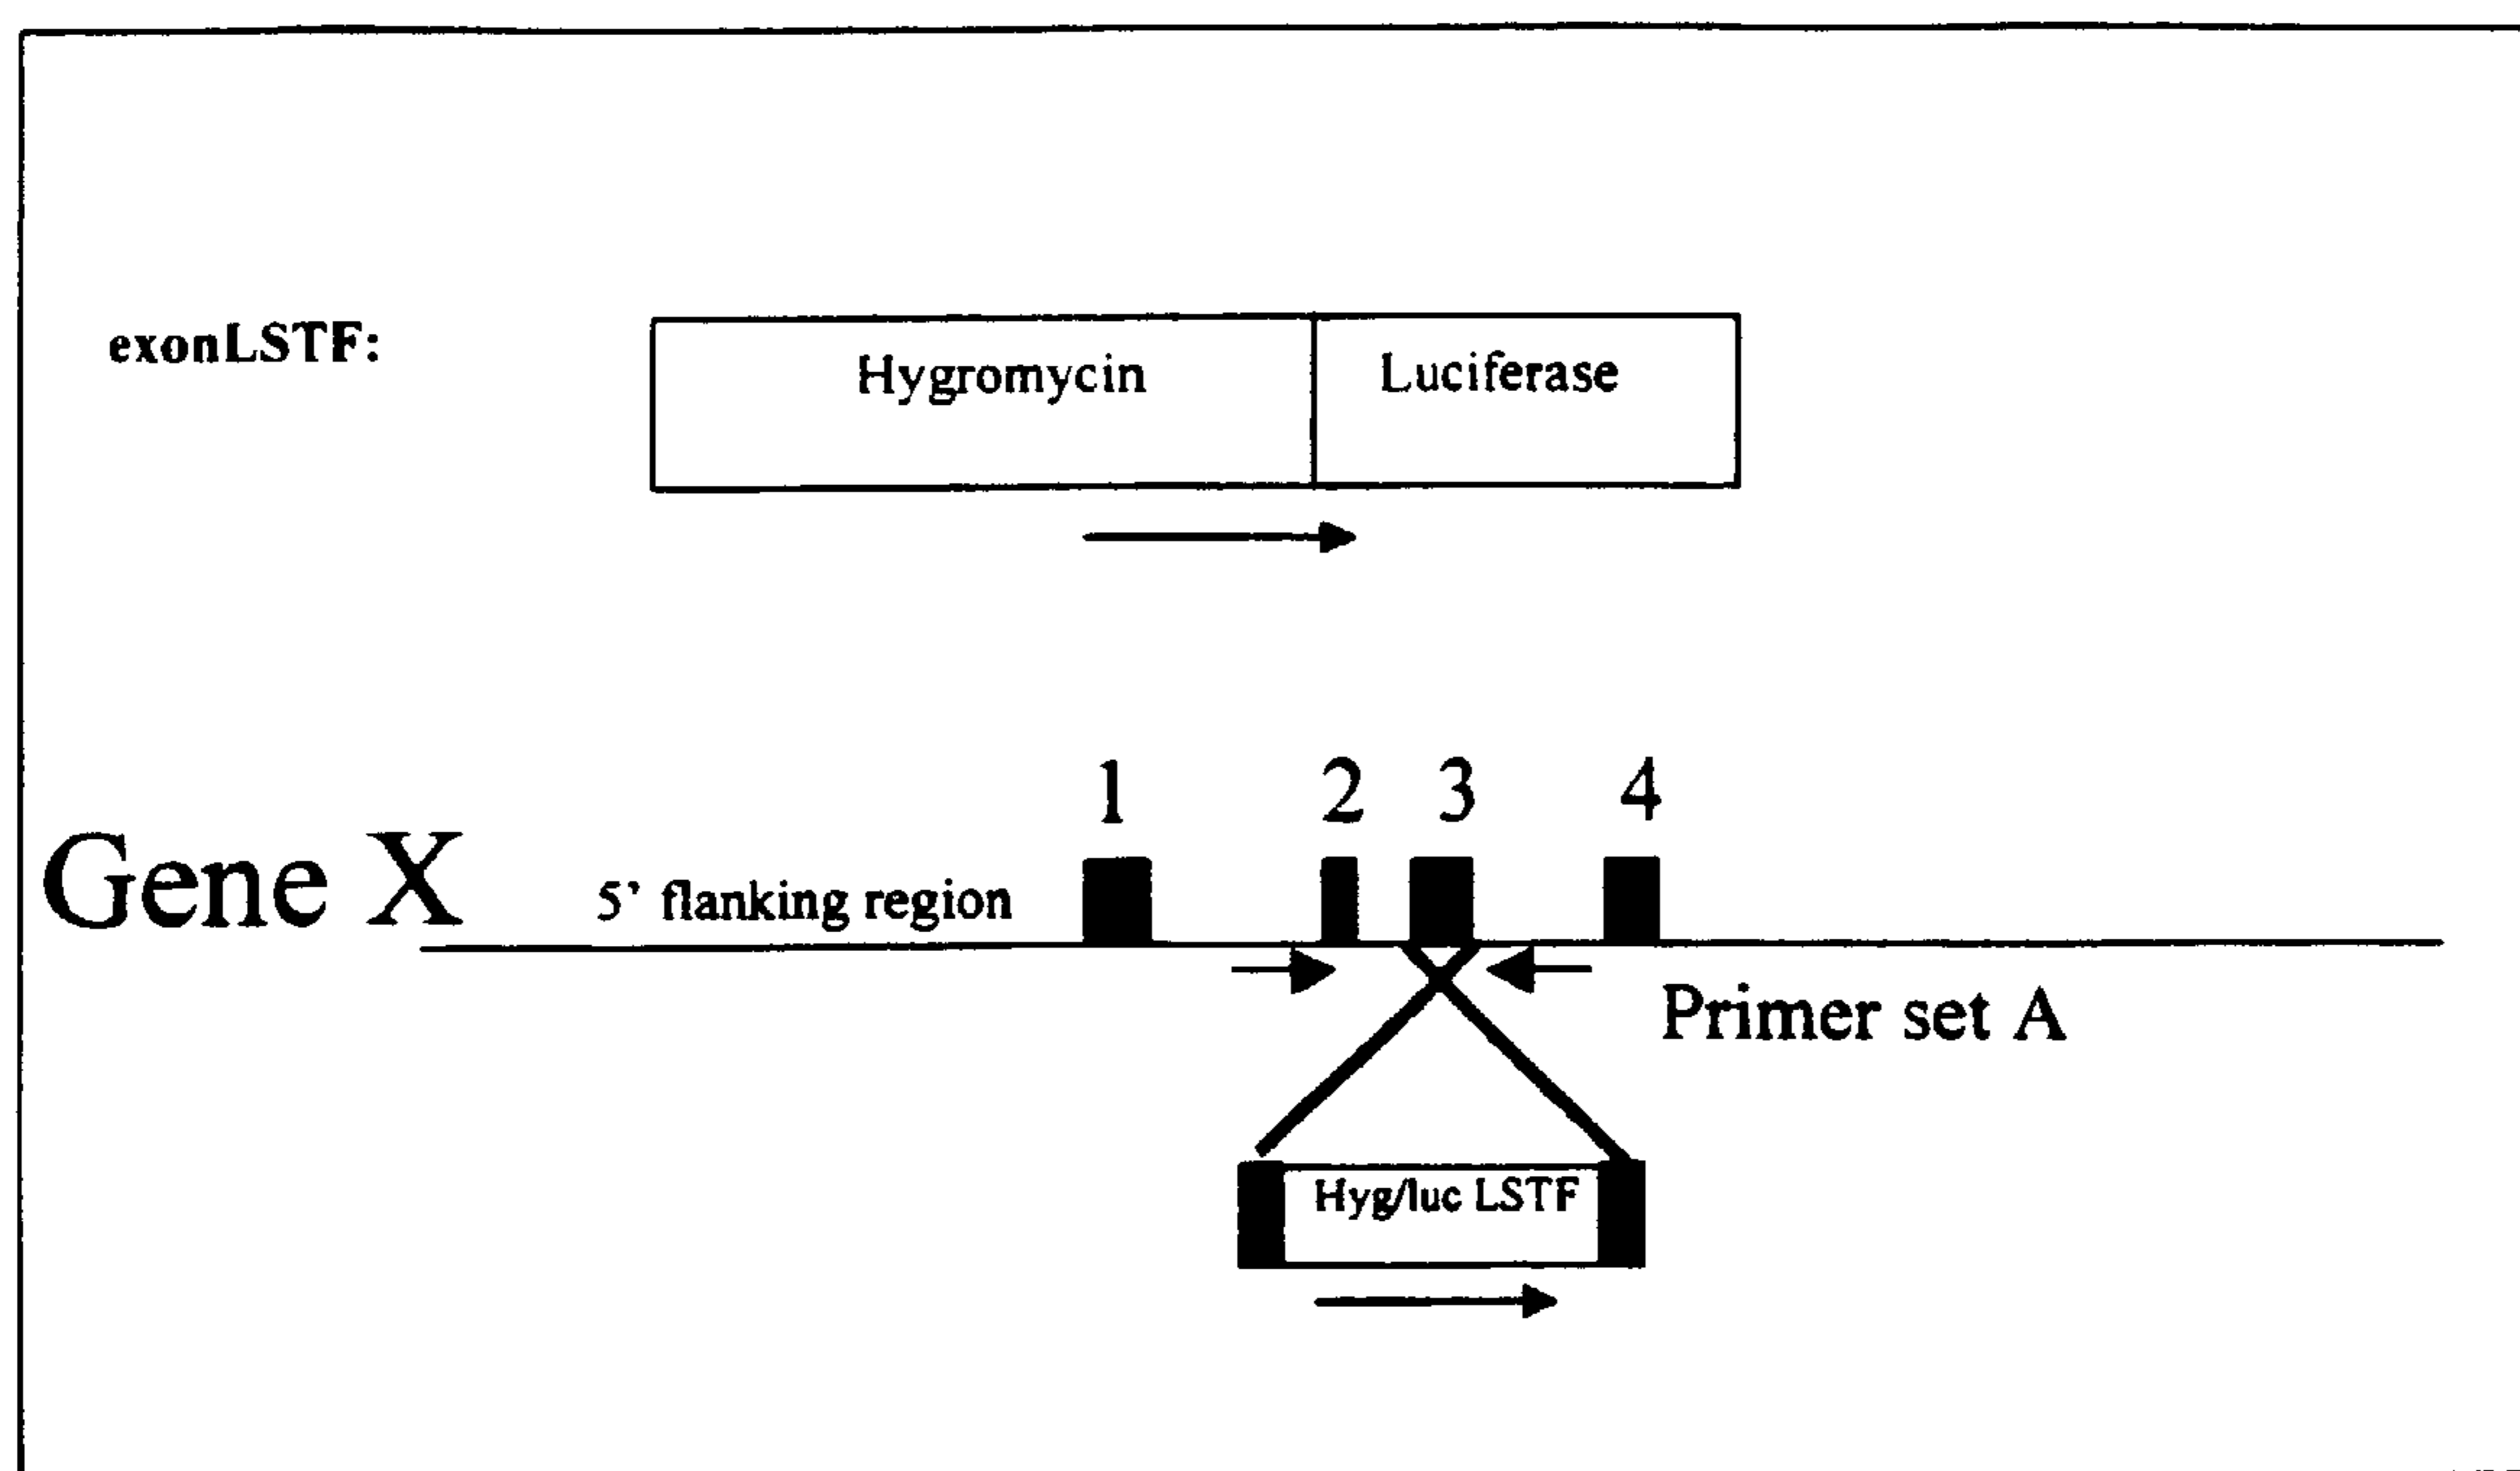 exonLSTF:
Hygromycin Luciferase
1 2 3 4
Gene X
5' flanking region
Primer set A
Hyg/luc LSTF